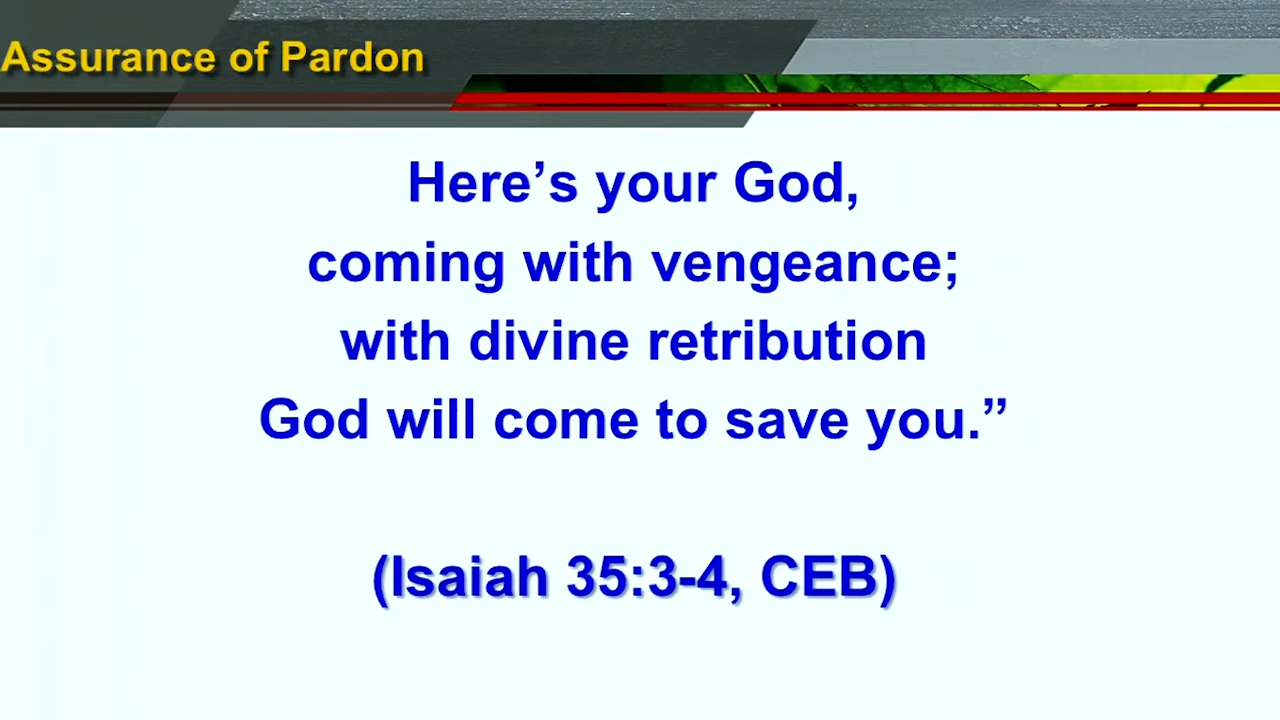 Assurance of Pardon
Here’s your God,
coming with vengeance;
with divine retribution
God will come to save you.”
(Isaiah 35:3-4, CEB)